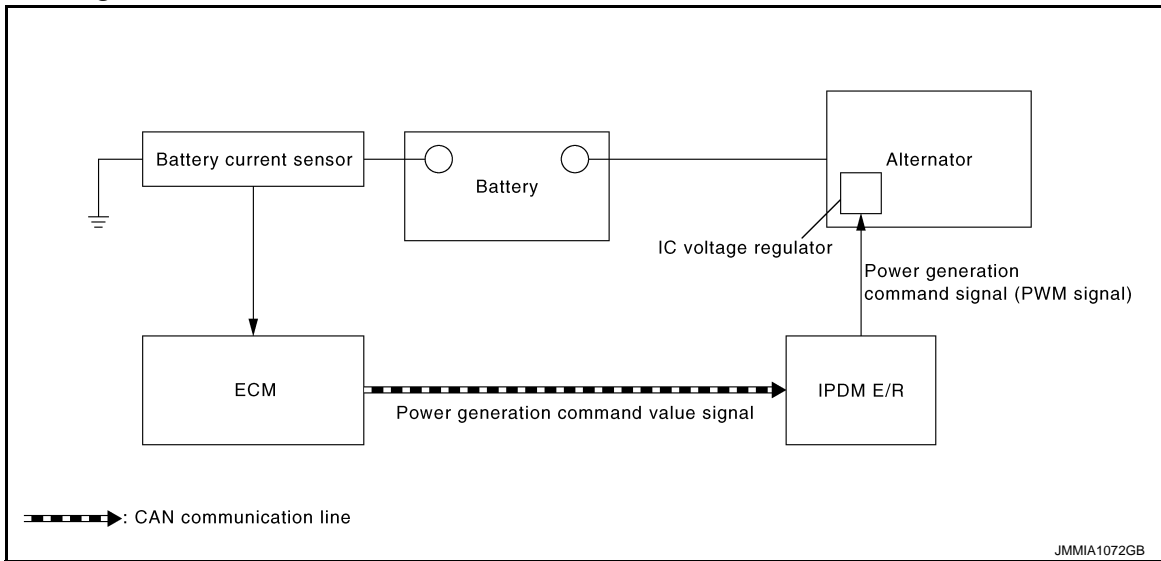 Battery current sensor
Battery
Alternator
IC voltage regulator
Power generation
command signal (PWM signal)
ECM
Power generation command value signal
IPDM E/R
: CAN communication line
JMMIA1072GB